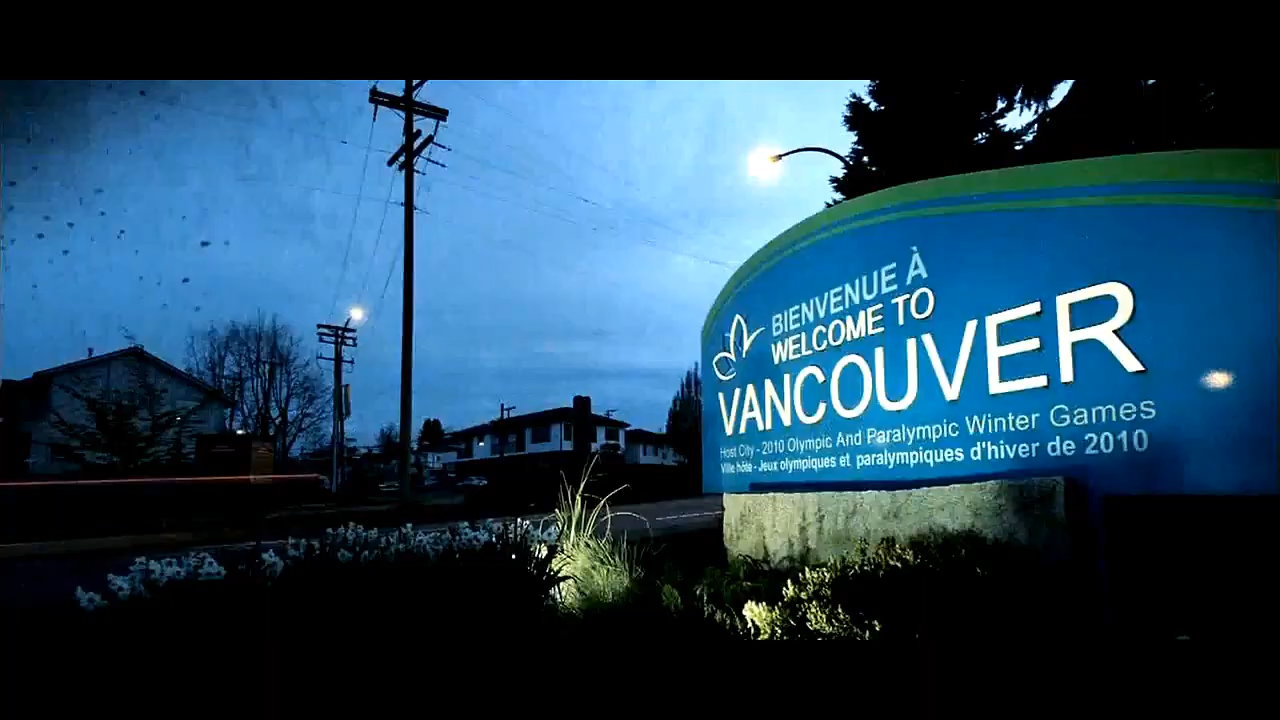 BIENVENUE À
WELCOME TO
VANCOUVER
Host City - 2010 Olympic And Paralympic Winter Games
Ville hôte - Jeux olympiques et paralympiques d'hiver de 2010